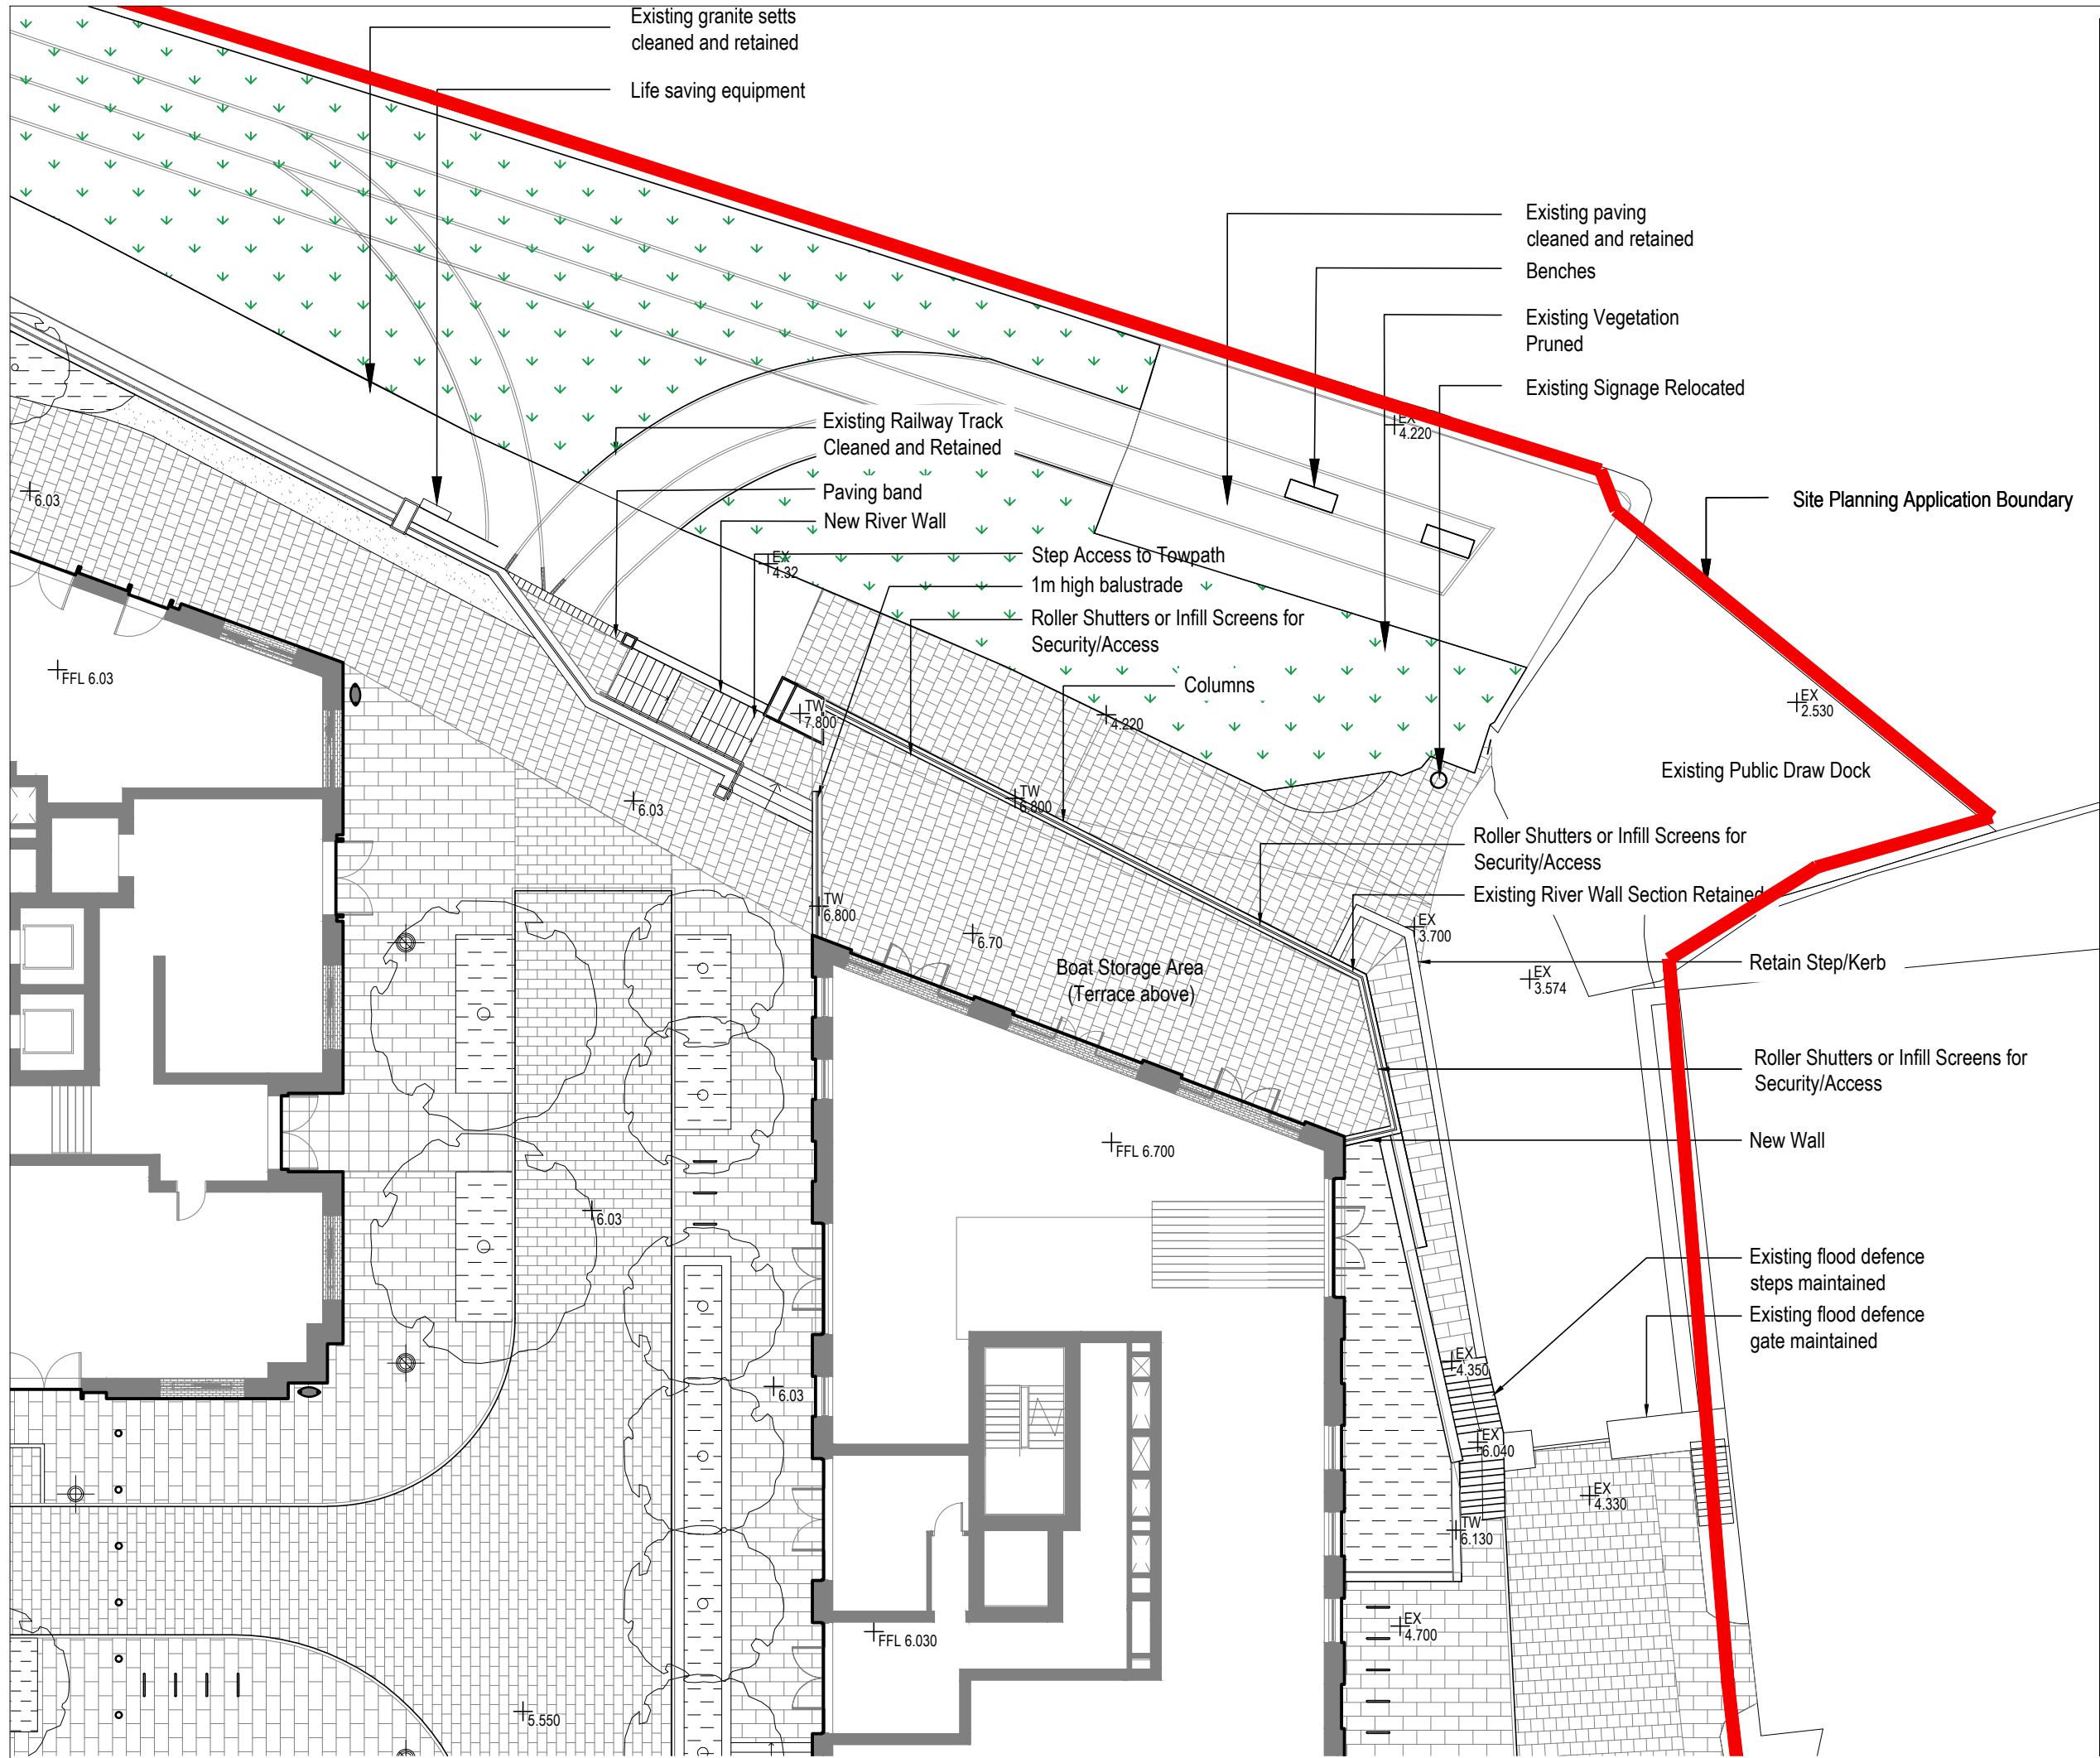 Existing granite setts
cleaned and retained
Life saving equipment
Existing paving
cleaned and retained
Benches
Existing Vegetation
Pruned
Existing Signage Relocated
EX
4.220
Existing Railway Track
Cleaned and Retained
Paving band
New River Wall
6.03
Site Planning Application Boundary
Step Access to Towpath
1m high balustrade
EX
4.32
Roller Shutters or Infill Screens for
Security/Access
FFL 6.03
Columns
EX
2.530
TW
7.800
4.220
Existing Public Draw Dock
6.03
TW
6.800
Roller Shutters or Infill Screens for
Security/Access
Existing River Wall Section Retained
TW
6.800
EX
3.700
6.70
Boat Storage Area
(Terrace above)
Retain Step/Kerb
EX
3.574
Roller Shutters or Infill Screens for
Security/Access
New Wall
FFL 6.700
6.03
Existing flood defence
steps maintained
Existing flood defence
gate maintained
EX
4.350
6.03
EX
6.040
EX
4.330
TW
6.130
EX
4.700
FFL 6.030
5.550